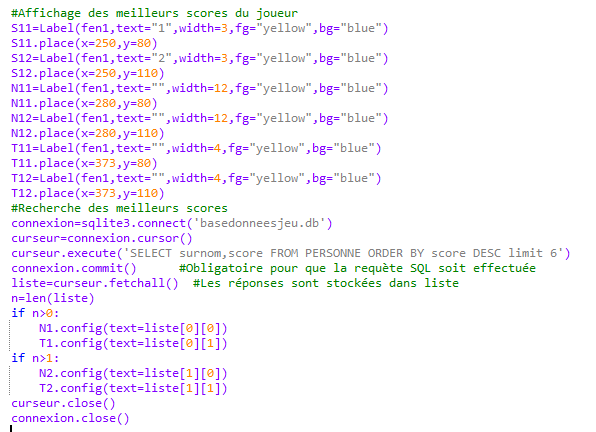 #Affichage des meilleurs scores du joueur
S11=Label(fen1,text="1",width=3,fg="yellow",bg="blue")
S11.place(x=250,y=80)
S12=Label(fen1,text="2",width=3,fg="yellow",bg="blue")
S12.place(x=250,y=110)
N11=Label(fen1,text="",width=12,fg="yellow",bg="blue")
N11.place(x=280,y=80)
N12=Label(fen1,text="",width=12,fg="yellow",bg="blue")
N12.place(x=280,y=110)
T11=Label(fen1,text="",width=4,fg="yellow",bg="blue")
T11.place(x=373,y=80)
T12=Label(fen1,text="",width=4,fg="yellow",bg="blue")
T12.place(x=373,y=110)
#Recherche des meilleurs scores
connexion=sqlite3.connect('basedonneesjeu.db')
curseur=connexion.cursor()
curseur.execute('SELECT surnom,score FROM PERSONNE ORDER BY score DESC limit 6')
connexion.commit()      #Obligatoire pour que la requète SQL soit effectuée
liste=curseur.fetchall()  #Les réponses sont stockées dans liste
n=len(liste)
if n>0:
    N1.config(text=liste[0][0])
    T1.config(text=liste[0][1])
if n>1:
    N2.config(text=liste[1][0])
    T2.config(text=liste[1][1])
curseur.close()
connexion.close()